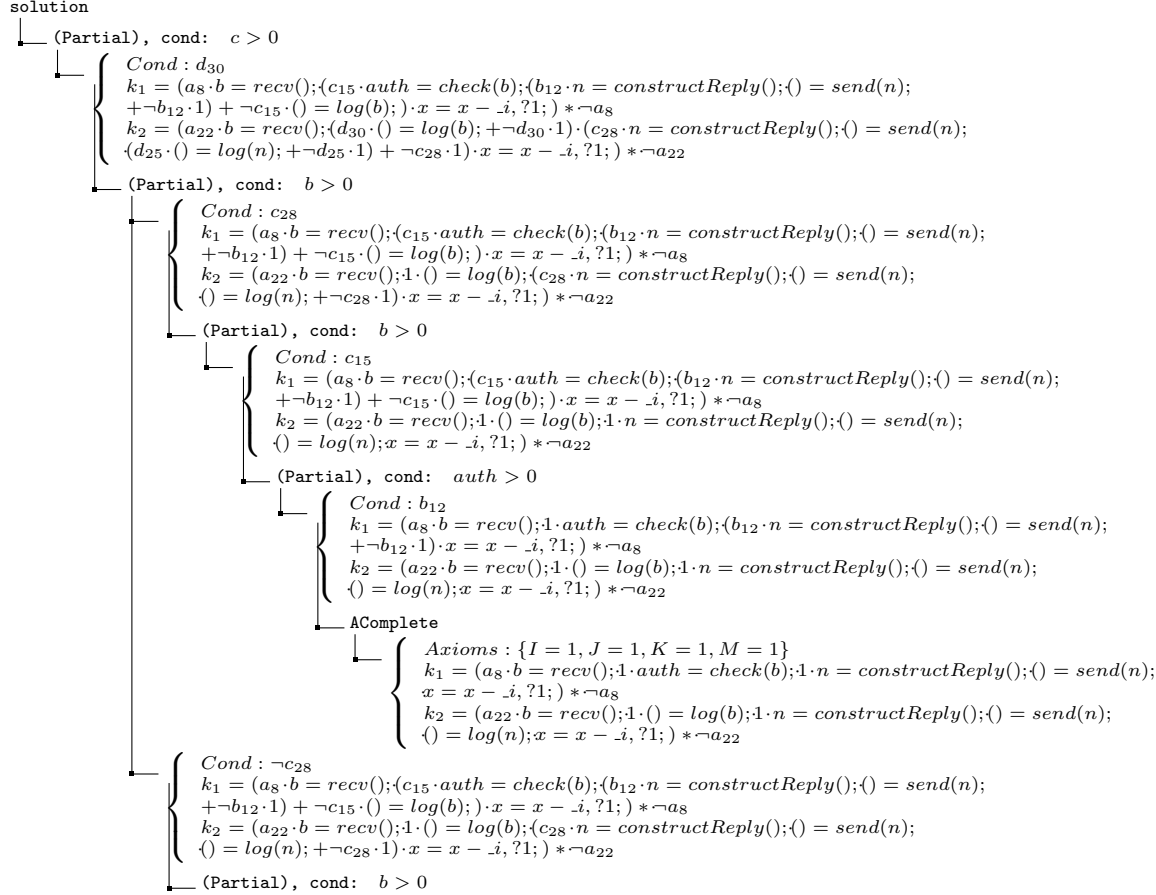 solution
(Partial), cond: c > 0
Cond : d₃₀
k₁ = (a₈·b = recv();·(c₁₅·auth = check(b);·(b₁₂·n = constructReply();·() = send(n);
+¬b₁₂·1) + ¬c₁₅·() = log(b); )·x = x − _i, ?1; ) ∗·¬a₈
k₂ = (a₂₂·b = recv();·(d₃₀·() = log(b); +¬d₃₀·1)·(c₂₈·n = constructReply();·() = send(n);
·(d₂₅·() = log(n); +¬d₂₅·1) + ¬c₂₈·1)·x = x − _i, ?1; ) ∗·¬a₂₂
(Partial), cond: b > 0
Cond : c₂₈
k₁ = (a₈·b = recv();·(c₁₅·auth = check(b);·(b₁₂·n = constructReply();·() = send(n);
+¬b₁₂·1) + ¬c₁₅·() = log(b); )·x = x − _i, ?1; ) ∗·¬a₈
k₂ = (a₂₂·b = recv();·1·() = log(b);·(c₂₈·n = constructReply();·() = send(n);
·() = log(n); +¬c₂₈·1)·x = x − _i, ?1; ) ∗·¬a₂₂
(Partial), cond: b > 0
Cond : c₁₅
k₁ = (a₈·b = recv();·(c₁₅·auth = check(b);·(b₁₂·n = constructReply();·() = send(n);
+¬b₁₂·1) + ¬c₁₅·() = log(b); )·x = x − _i, ?1; ) ∗·¬a₈
k₂ = (a₂₂·b = recv();·1·() = log(b);·1·n = constructReply();·() = send(n);
·() = log(n);·x = x − _i, ?1; ) ∗·¬a₂₂
(Partial), cond: auth > 0
Cond : b₁₂
k₁ = (a₈·b = recv();·1·auth = check(b);·(b₁₂·n = constructReply();·() = send(n);
+¬b₁₂·1)·x = x − _i, ?1; ) ∗·¬a₈
k₂ = (a₂₂·b = recv();·1·() = log(b);·1·n = constructReply();·() = send(n);
·() = log(n);·x = x − _i, ?1; ) ∗·¬a₂₂
AComplete
Axioms : {I = 1, J = 1, K = 1, M = 1}
k₁ = (a₈·b = recv();·1·auth = check(b);·1·n = constructReply();·() = send(n);
·x = x − _i, ?1; ) ∗·¬a₈
k₂ = (a₂₂·b = recv();·1·() = log(b);·1·n = constructReply();·() = send(n);
·() = log(n);·x = x − _i, ?1; ) ∗·¬a₂₂
Cond : ¬c₂₈
k₁ = (a₈·b = recv();·(c₁₅·auth = check(b);·(b₁₂·n = constructReply();·() = send(n);
+¬b₁₂·1) + ¬c₁₅·() = log(b); )·x = x − _i, ?1; ) ∗·¬a₈
k₂ = (a₂₂·b = recv();·1·() = log(b);·(c₂₈·n = constructReply();·() = send(n);
·() = log(n); +¬c₂₈·1)·x = x − _i, ?1; ) ∗·¬a₂₂
(Partial), cond: b > 0